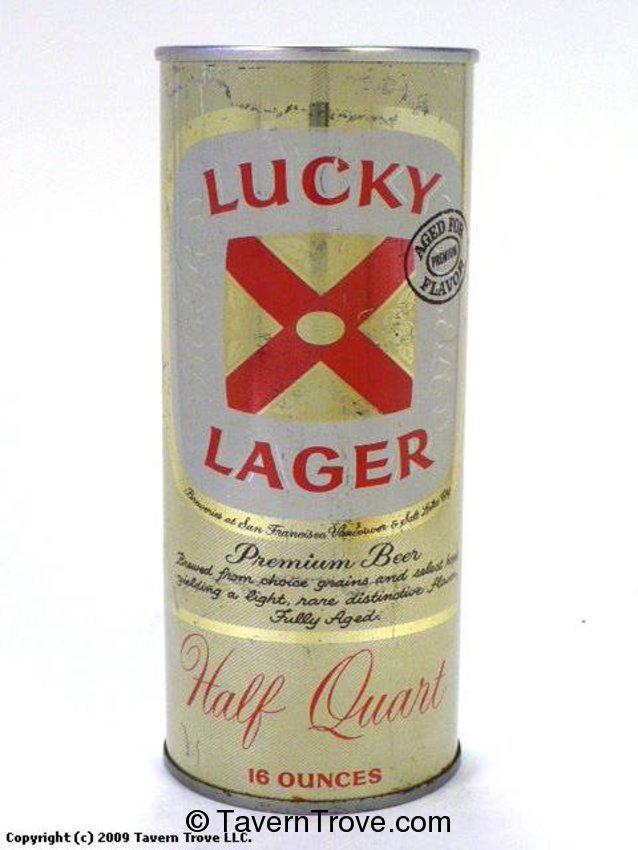 LUCKY
AGED FOR
PREMIUM
FLAVOR
LAGER
Breweries at San Francisco Vancouver & Salt Lake City
Premium Beer
Brewed from choice grains and select hops
yielding a light, rare distinctive flavor
Fully Aged.
Half Quart
16 OUNCES
© TavernTrove.com
Copyright (c) 2009 Tavern Trove LLC.